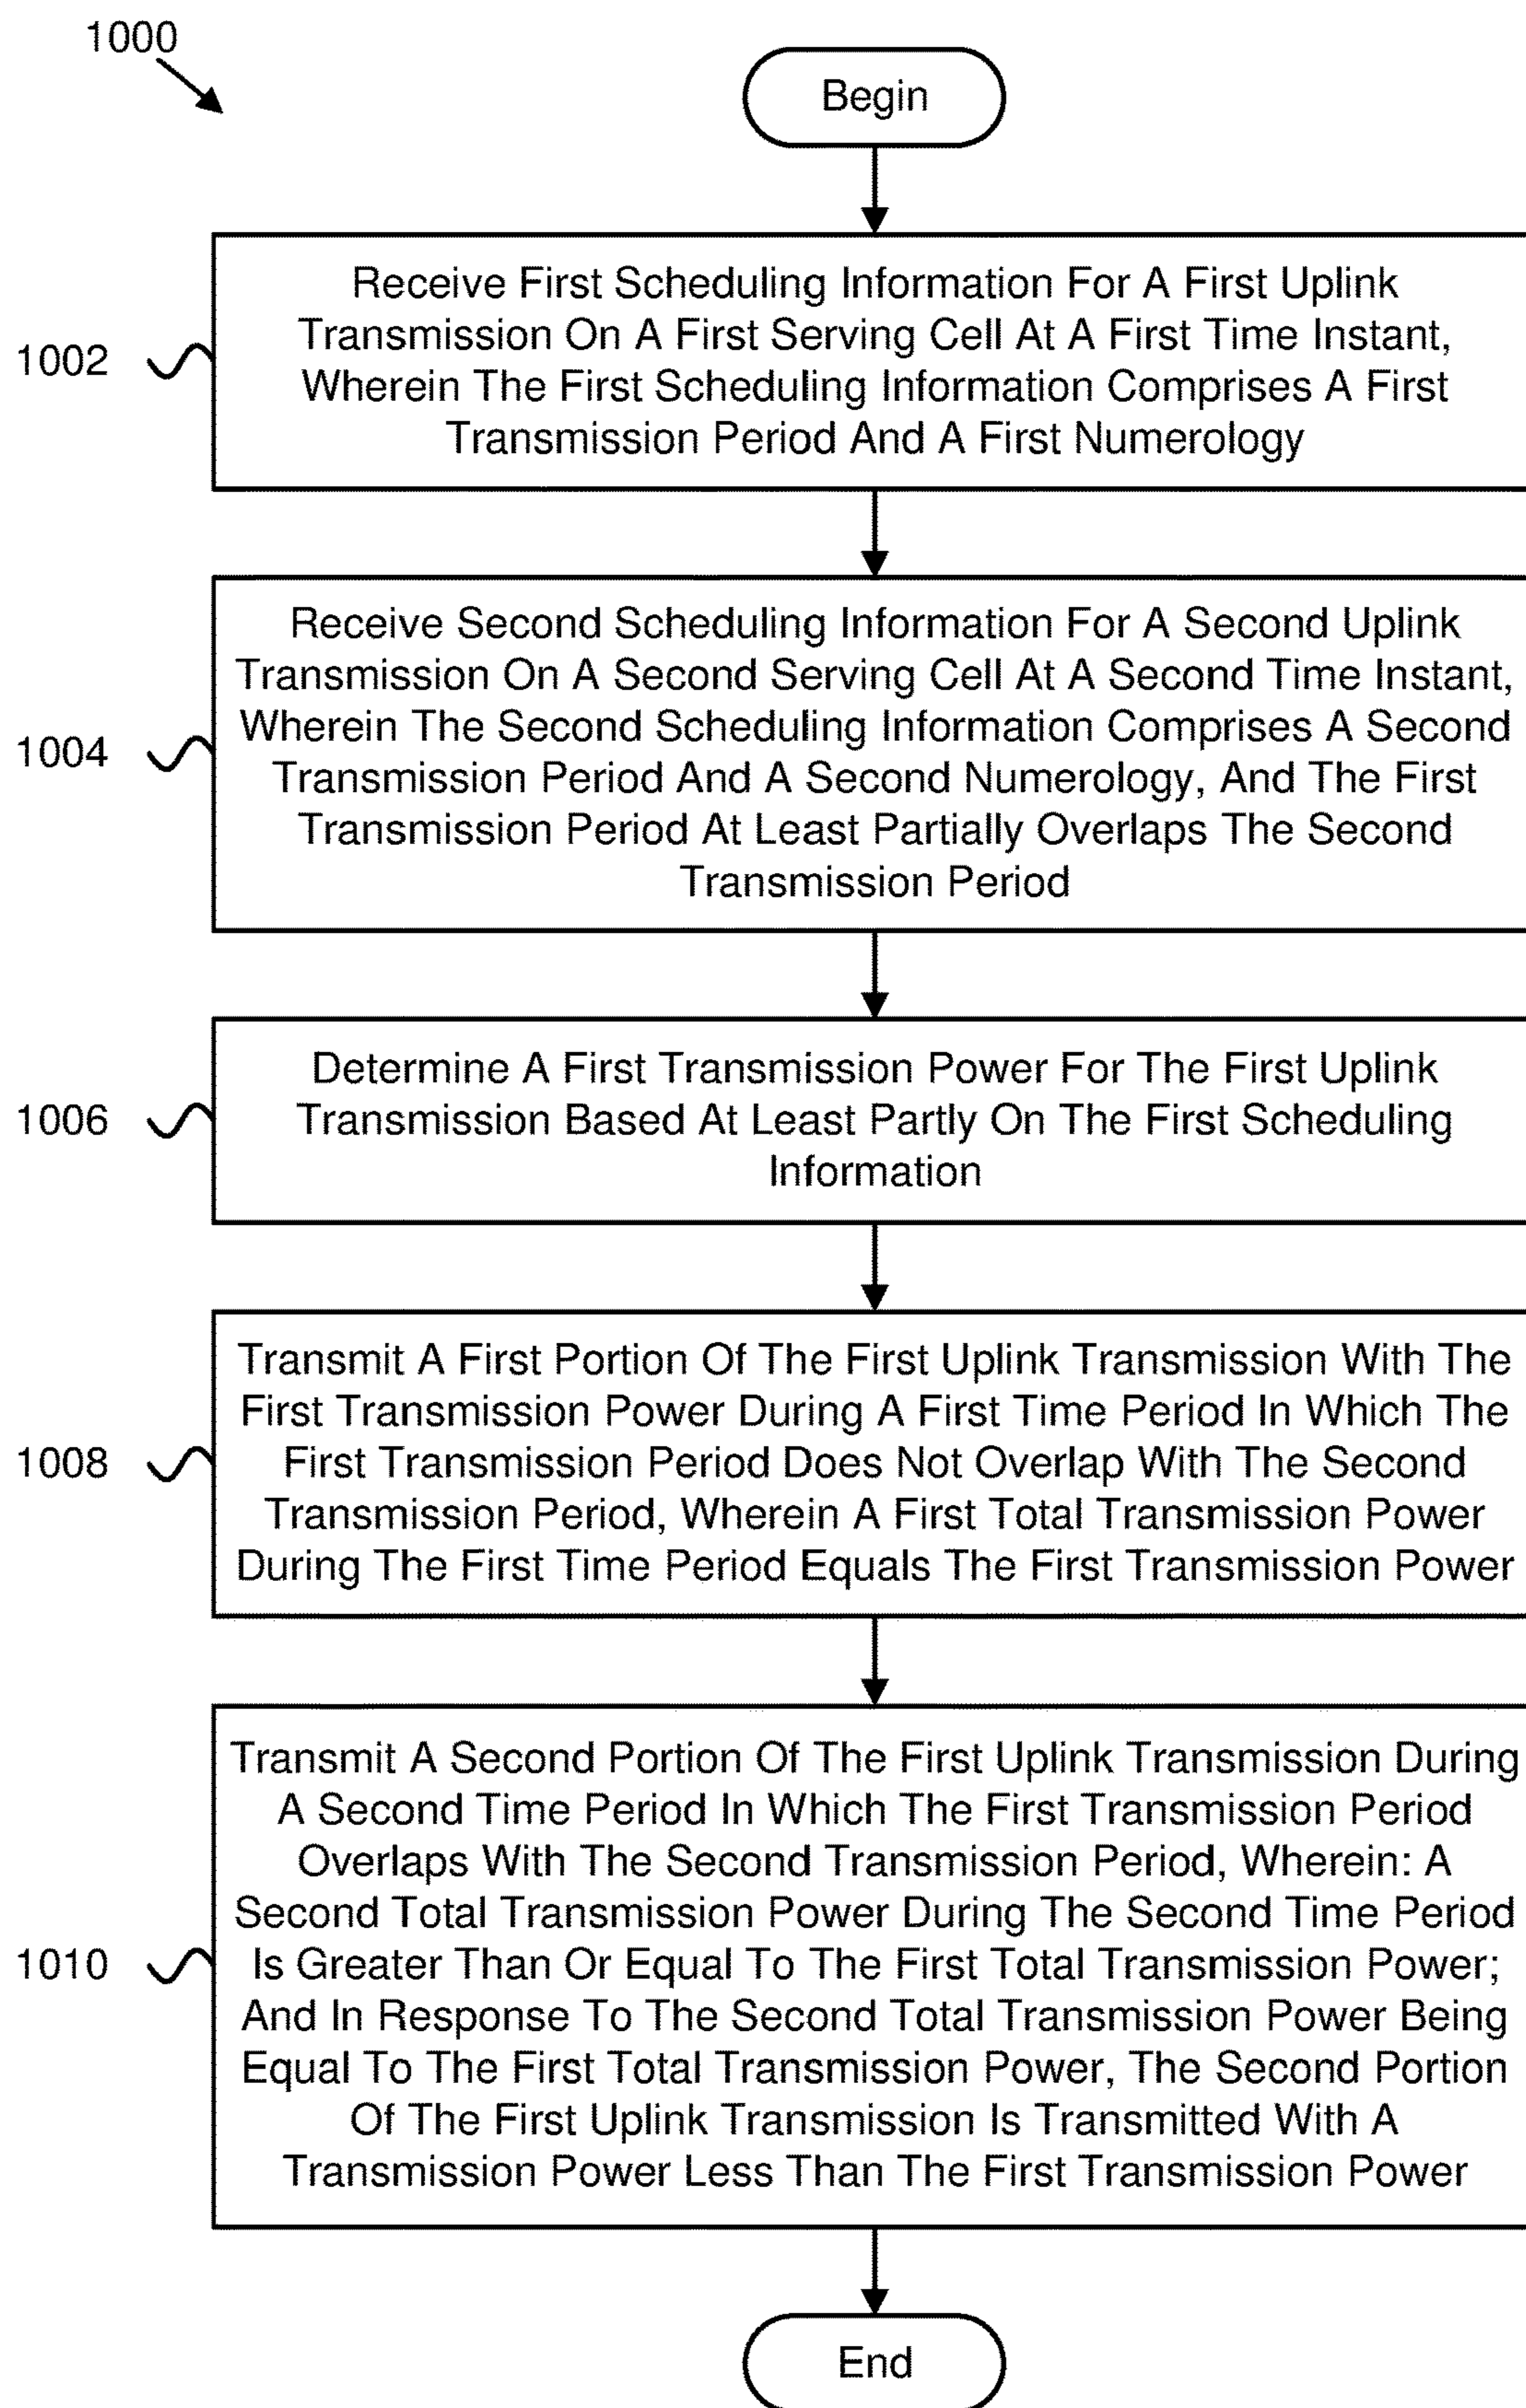 1000
Begin
1002
Receive First Scheduling Information For A First Uplink
Transmission On A First Serving Cell At A First Time Instant,
Wherein The First Scheduling Information Comprises A First
Transmission Period And A First Numerology
1004
Receive Second Scheduling Information For A Second Uplink
Transmission On A Second Serving Cell At A Second Time Instant,
Wherein The Second Scheduling Information Comprises A Second
Transmission Period And A Second Numerology, And The First
Transmission Period At Least Partially Overlaps The Second
Transmission Period
1006
Determine A First Transmission Power For The First Uplink
Transmission Based At Least Partly On The First Scheduling
Information
1008
Transmit A First Portion Of The First Uplink Transmission With The
First Transmission Power During A First Time Period In Which The
First Transmission Period Does Not Overlap With The Second
Transmission Period, Wherein A First Total Transmission Power
During The First Time Period Equals The First Transmission Power
1010
Transmit A Second Portion Of The First Uplink Transmission During
A Second Time Period In Which The First Transmission Period
Overlaps With The Second Transmission Period, Wherein: A
Second Total Transmission Power During The Second Time Period
Is Greater Than Or Equal To The First Total Transmission Power;
And In Response To The Second Total Transmission Power Being
Equal To The First Total Transmission Power, The Second Portion
Of The First Uplink Transmission Is Transmitted With A
Transmission Power Less Than The First Transmission Power
End